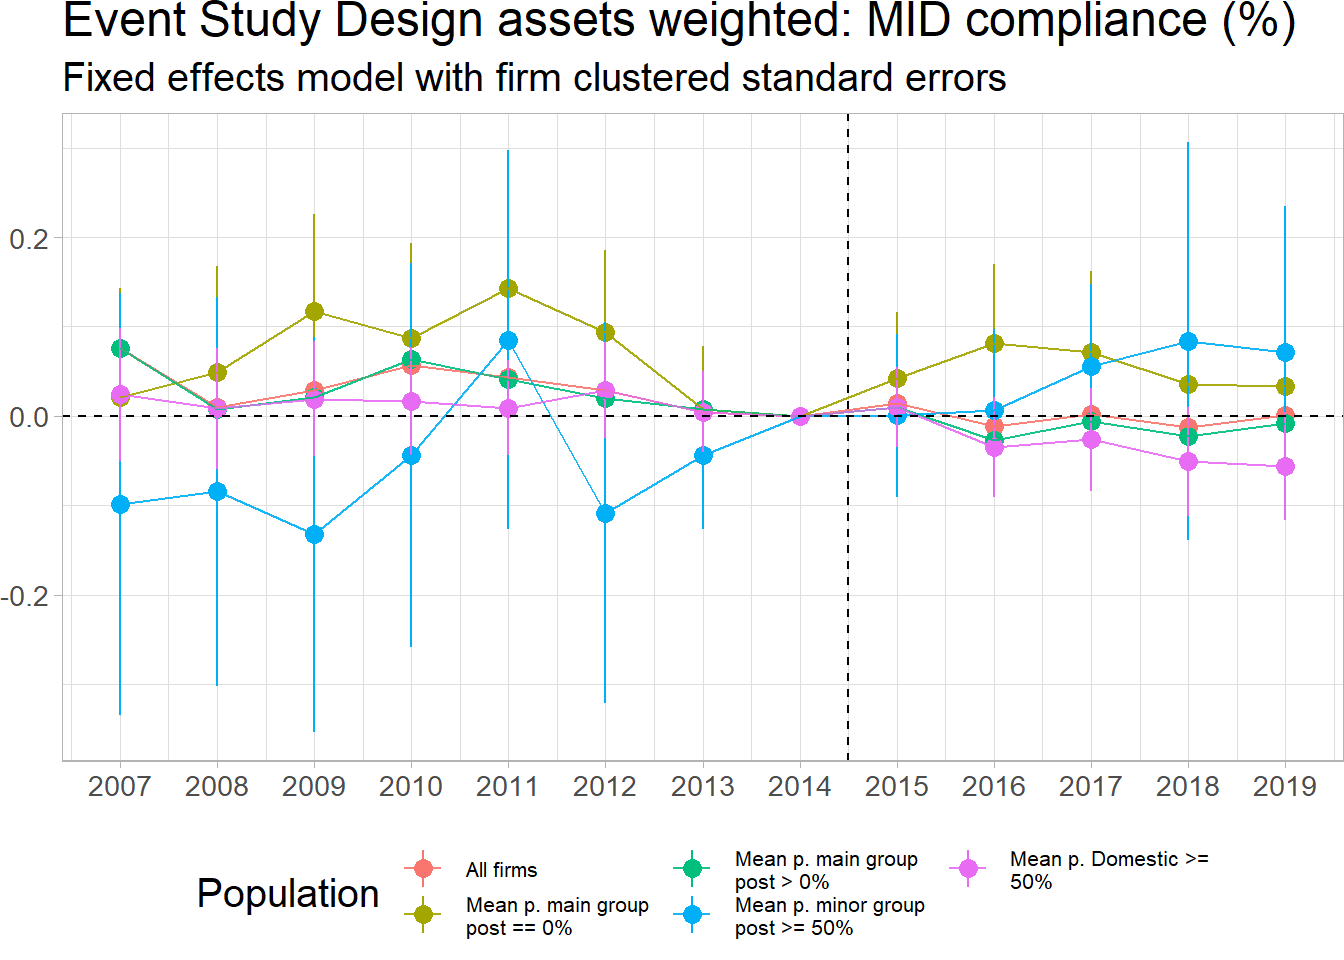 Event Study Design assets weighted: MID compliance (%)
Fixed effects model with firm clustered standard errors
0.2
0.0
-0.2
2007 2008 2009 2010 2011 2012 2013 2014 2015 2016 2017 2018 2019
Population
All firms
Mean p. main group
post == 0%
Mean p. main group
post > 0%
Mean p. minor group
post >= 50%
Mean p. Domestic >=
50%